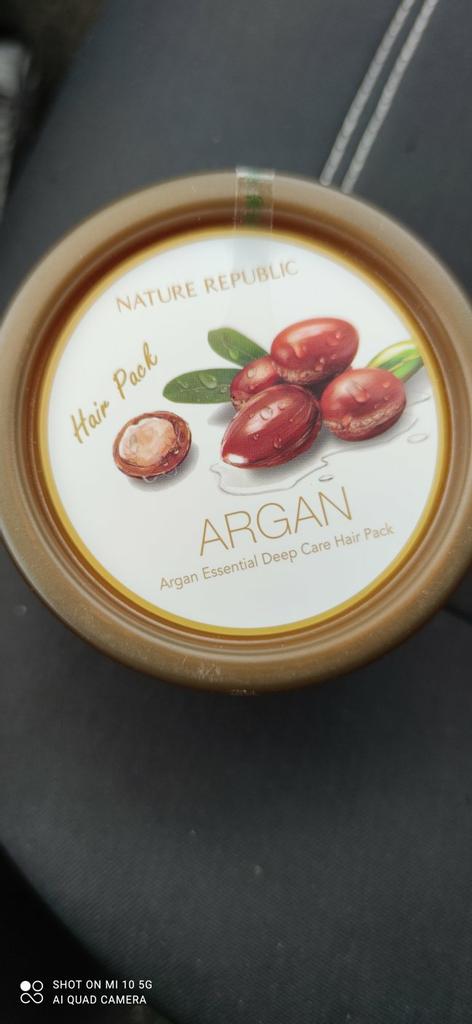 NATURE REPUBLIC
Hair Pack
ARGAN
Argan Essential Deep Care Hair Pack
SHOT ON MI 10 5G
AI QUAD CAMERA